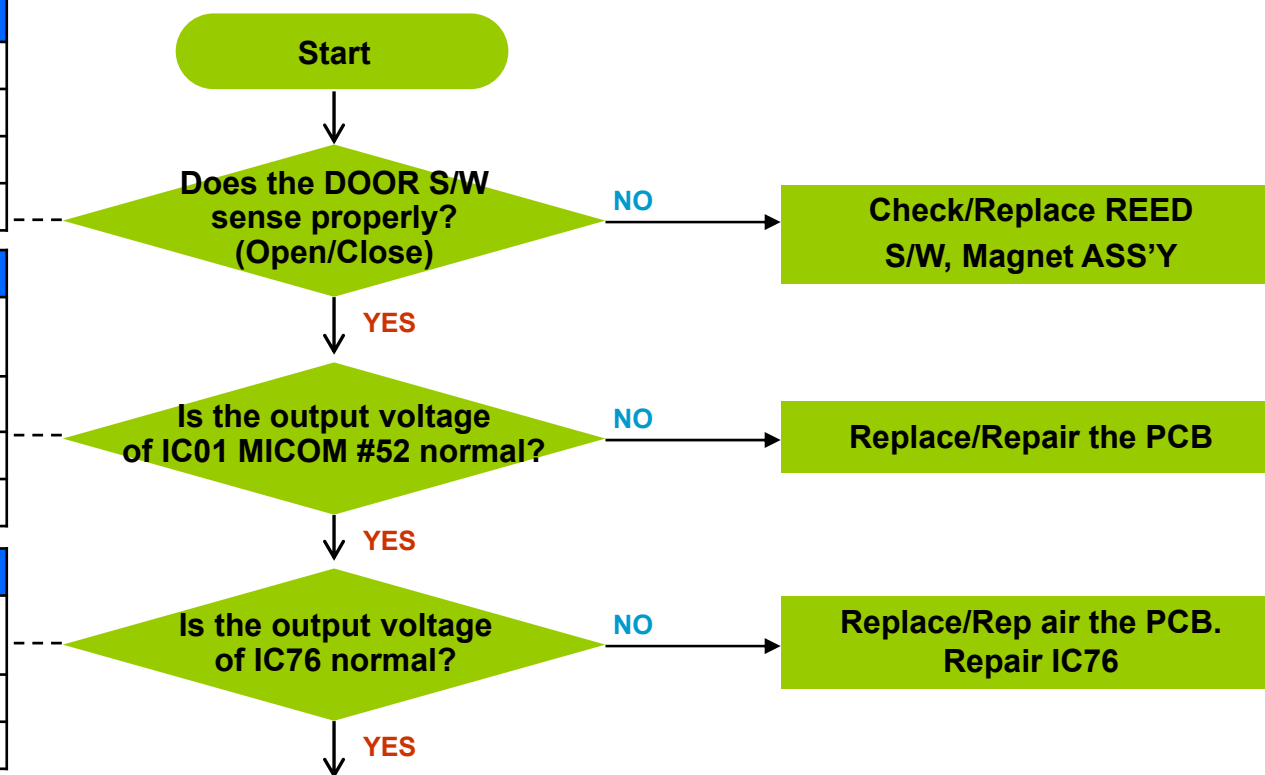 Start
Does the DOOR S/W
sense properly?
(Open/Close)
NO
Check/Replace REED
S/W, Magnet ASS’Y
YES
Is the output voltage
of IC01 MICOM #52 normal?
NO
Replace/Repair the PCB
YES
Is the output voltage
of IC76 normal?
NO
Replace/Rep air the PCB.
Repair IC76
YES